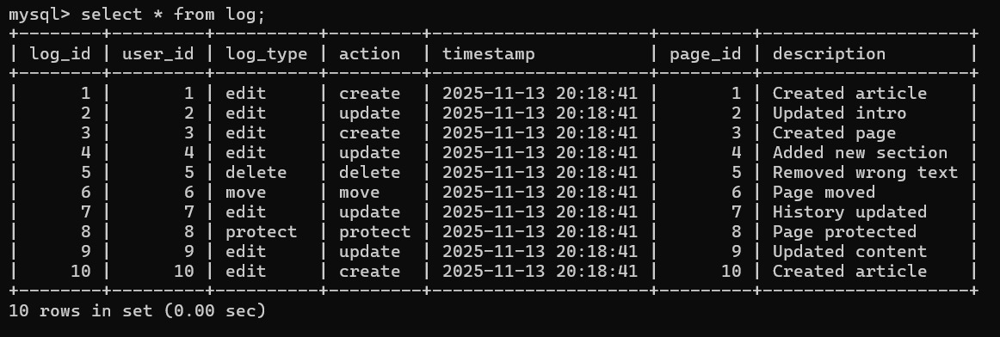 mysql> select * from log;
+--------+---------+----------+---------+---------------------+---------+--------------------+
| log_id | user_id | log_type | action  | timestamp           | page_id | description        |
+--------+---------+----------+---------+---------------------+---------+--------------------+
|      1 |       1 | edit     | create  | 2025-11-13 20:18:41 |       1 | Created article    |
|      2 |       2 | edit     | update  | 2025-11-13 20:18:41 |       2 | Updated intro      |
|      3 |       3 | edit     | create  | 2025-11-13 20:18:41 |       3 | Created page       |
|      4 |       4 | edit     | update  | 2025-11-13 20:18:41 |       4 | Added new section  |
|      5 |       5 | delete   | delete  | 2025-11-13 20:18:41 |       5 | Removed wrong text |
|      6 |       6 | move     | move    | 2025-11-13 20:18:41 |       6 | Page moved         |
|      7 |       7 | edit     | update  | 2025-11-13 20:18:41 |       7 | History updated    |
|      8 |       8 | protect  | protect | 2025-11-13 20:18:41 |       8 | Page protected     |
|      9 |       9 | edit     | update  | 2025-11-13 20:18:41 |       9 | Updated content    |
|     10 |      10 | edit     | create  | 2025-11-13 20:18:41 |      10 | Created article    |
+--------+---------+----------+---------+---------------------+---------+--------------------+
10 rows in set (0.00 sec)